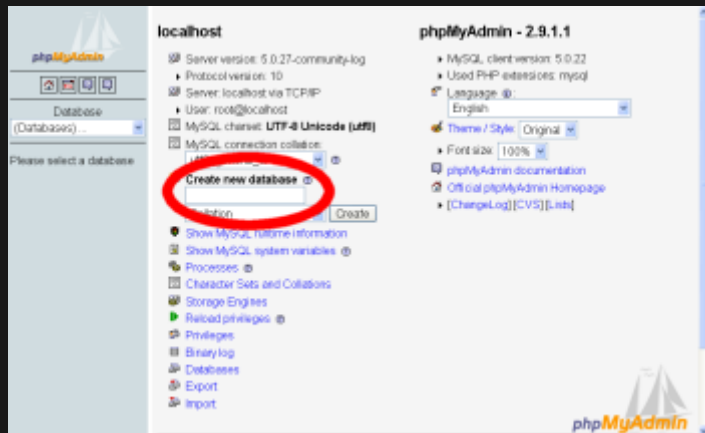 phpMyAdmin
Database
(Databases) ...
Please select a database
localhost
Server version: 5.0.27-community-log
Protocol version: 10
Server: localhost via TCP/IP
User: root@localhost
MySQL charset: UTF-8 Unicode (utf8)
MySQL connection collation:
Create new database
Create
Show MySQL runtime information
Show MySQL system variables
Processes
Character Sets and Collations
Storage Engines
Reload privileges
Privileges
Binary log
Databases
Export
Import
phpMyAdmin - 2.9.1.1
MySQL client version: 5.0.22
Used PHP extensions: mysql
Language :
English
Theme / Style: Original
Font size: 100%
phpMyAdmin documentation
Official phpMyAdmin Homepage
[ChangeLog] [CVS] [Lists]
phpMyAdmin